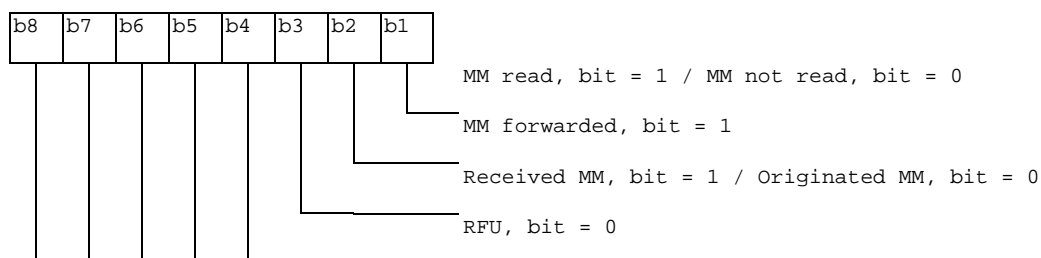 b8 b7 b6 b5 b4 b3 b2 b1
MM read, bit = 1 / MM not read, bit = 0
MM forwarded, bit = 1
Received MM, bit = 1 / Originated MM, bit = 0
RFU, bit = 0